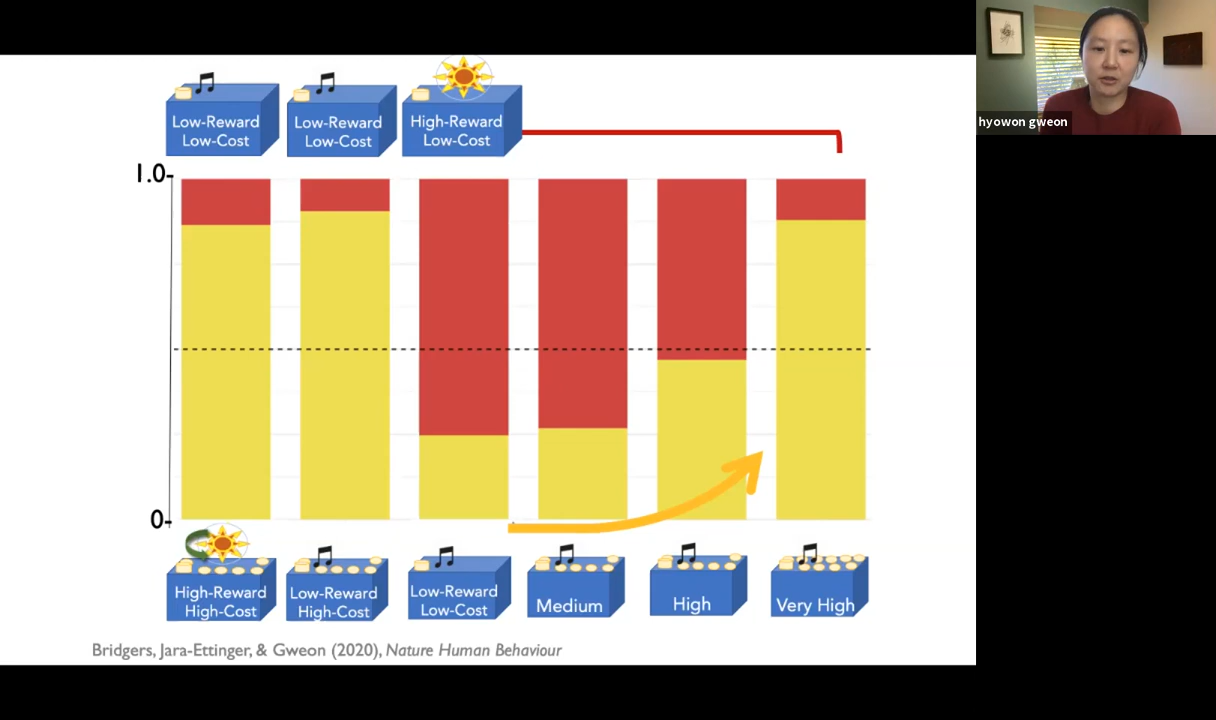 hyowon gweon
Low-Reward
Low-Cost
Low-Reward
Low-Cost
High-Reward
Low-Cost
1.0
0
High-Reward
High-Cost
Low-Reward
High-Cost
Low-Reward
Low-Cost
Medium
High
Very High
Bridgers, Jara-Ettinger, & Gweon (2020), Nature Human Behaviour